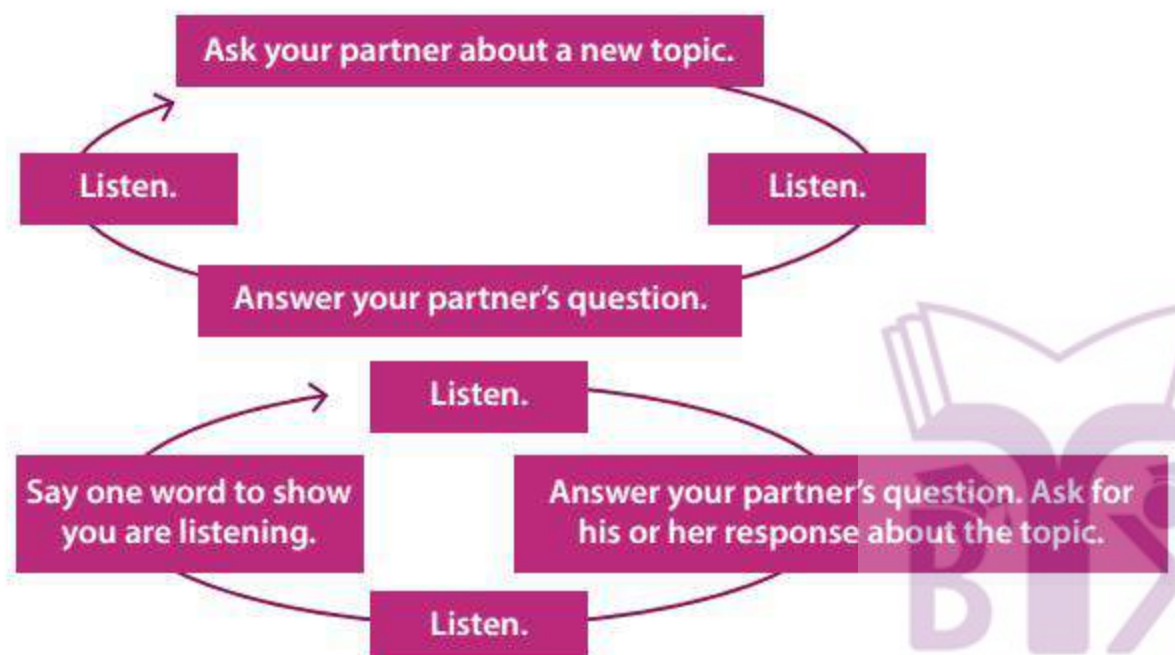 Ask your partner about a new topic.
Listen.
Listen.
Answer your partner's question.
Listen.
Say one word to show
you are listening.
Answer your partner's question. Ask for
his or her response about the topic.
Listen.
B